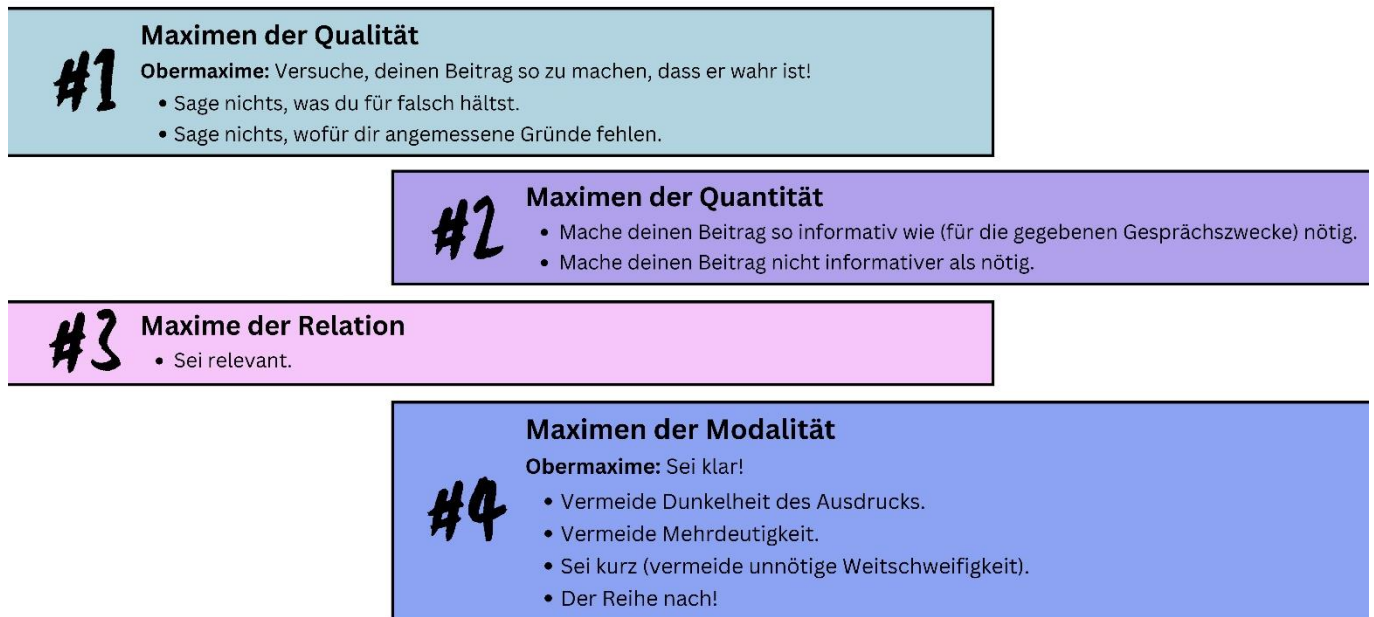 #1
Maximen der Qualität
Obermaxime: Versuche, deinen Beitrag so zu machen, dass er wahr ist!
• Sage nichts, was du für falsch hältst.
• Sage nichts, wofür dir angemessene Gründe fehlen.
#2
Maximen der Quantität
• Mache deinen Beitrag so informativ wie (für die gegebenen Gesprächszwecke) nötig.
• Mache deinen Beitrag nicht informativer als nötig.
#3
Maxime der Relation
• Sei relevant.
#4
Maximen der Modalität
Obermaxime: Sei klar!
• Vermeide Dunkelheit des Ausdrucks.
• Vermeide Mehrdeutigkeit.
• Sei kurz (vermeide unnötige Weitschweifigkeit).
• Der Reihe nach!